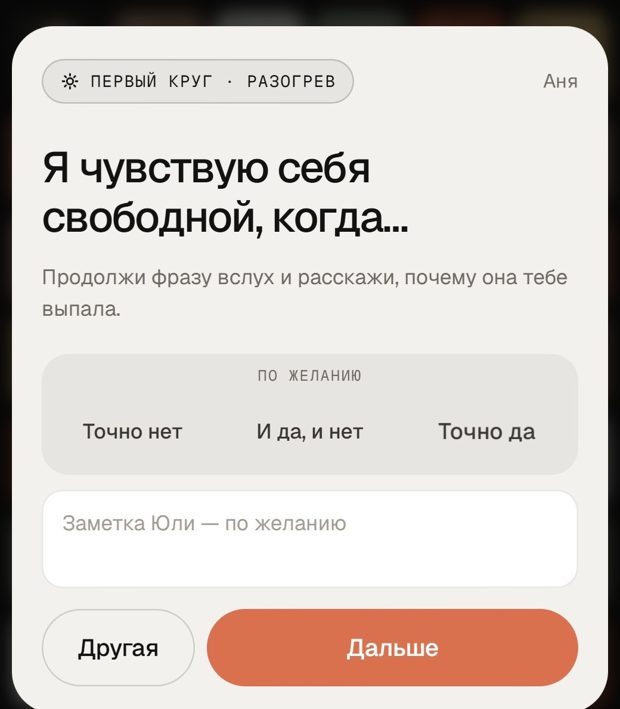 ПЕРВЫЙ КРУГ · РАЗОГРЕВ
Аня
Я чувствую себя
свободной, когда...
Продолжи фразу вслух и расскажи, почему она тебе
выпала.
ПО ЖЕЛАНИЮ
Точно нет
И да, и нет
Точно да
Заметка Юли — по желанию
Другая
Дальше